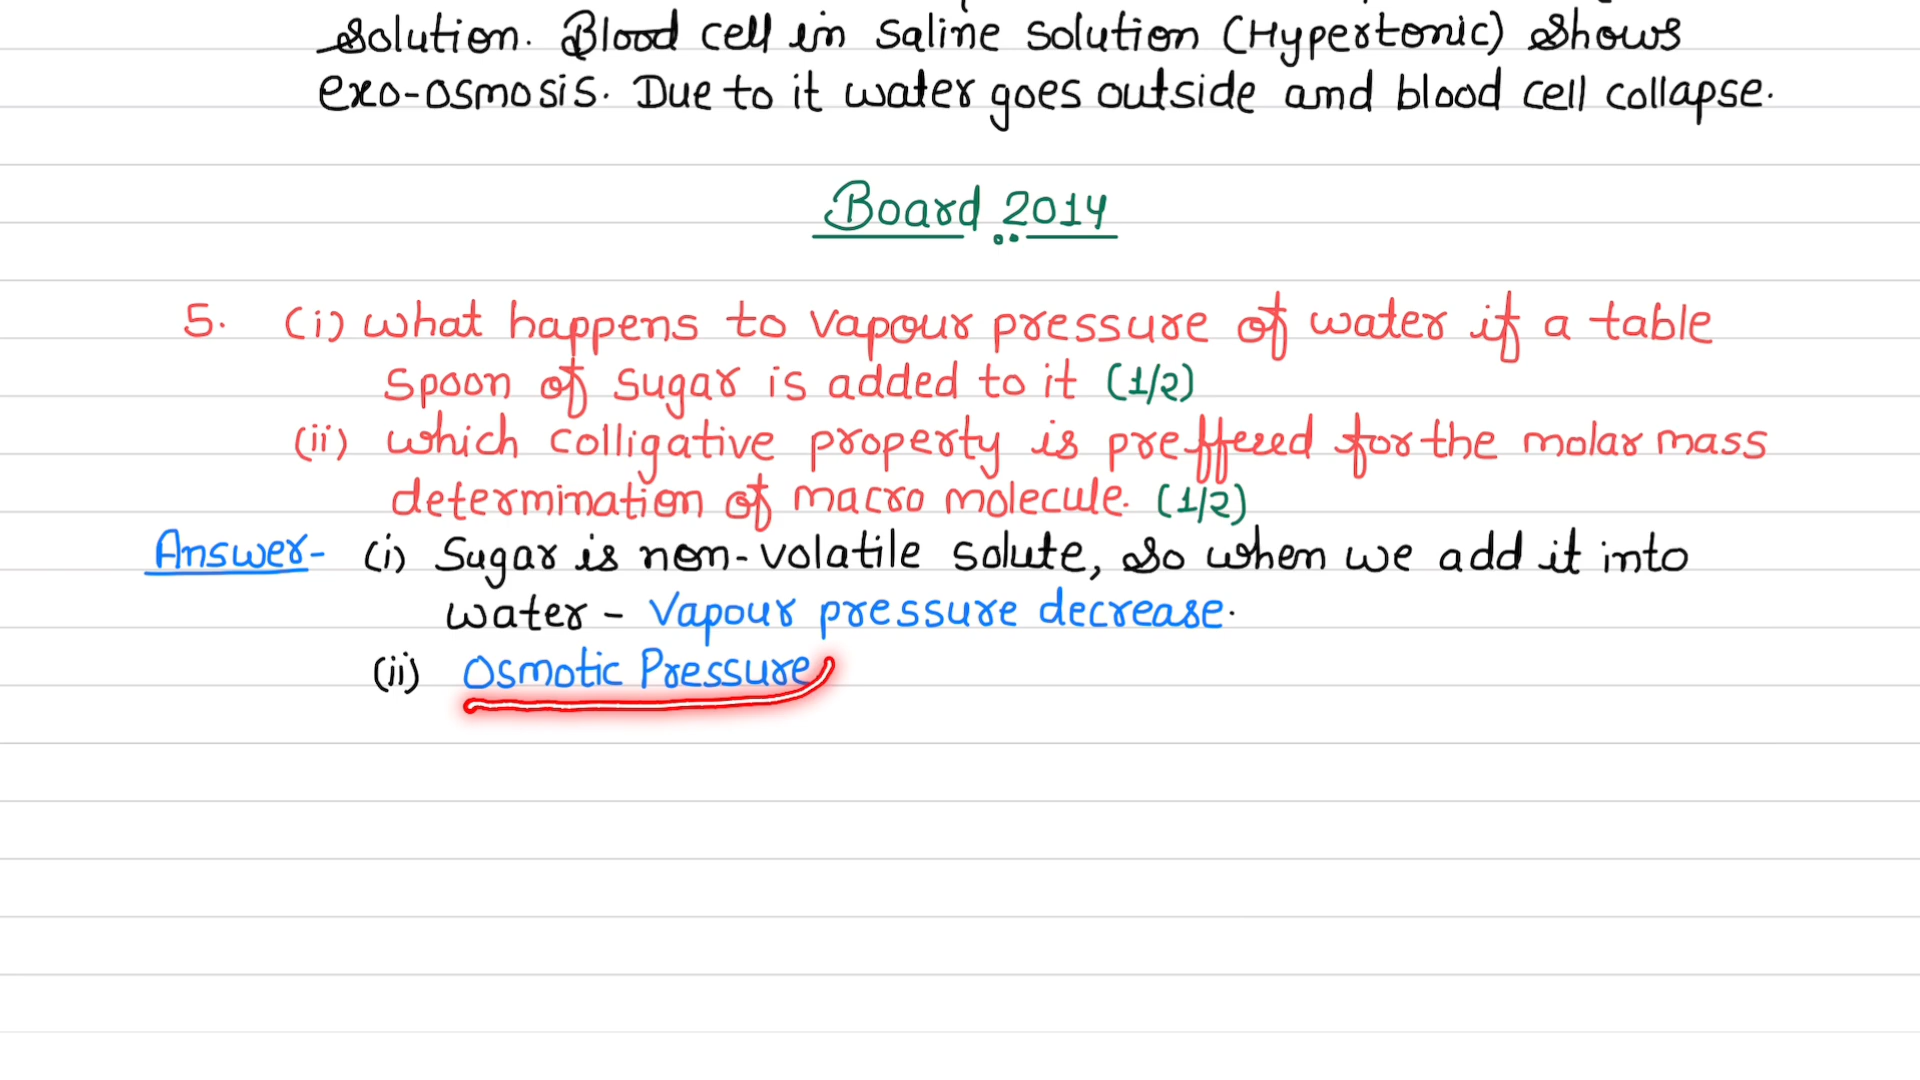 Solution. Blood cell in saline solution (Hypertonic) shows
exo-osmosis. Due to it water goes outside and blood cell collapse.
Board 2014
5. (i) what happens to vapour pressure of water if a table
spoon of sugar is added to it (1/2)
(ii) which colligative property is preffered for the molar mass
determination of macro molecule. (1/2)
Answer- (i) Sugar is non-volatile solute, so when we add it into
water - Vapour pressure decrease.
(ii) Osmotic Pressure